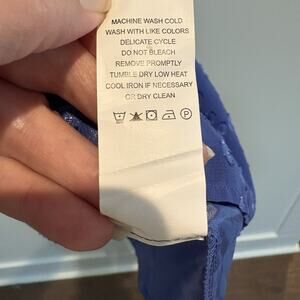 MACHINE WASH COLD
WASH WITH LIKE COLORS
DELICATE CYCLE
DO NOT BLEACH
REMOVE PROMPTLY
TUMBLE DRY LOW HEAT
COOL IRON IF NECESSARY
OR DRY CLEAN
P